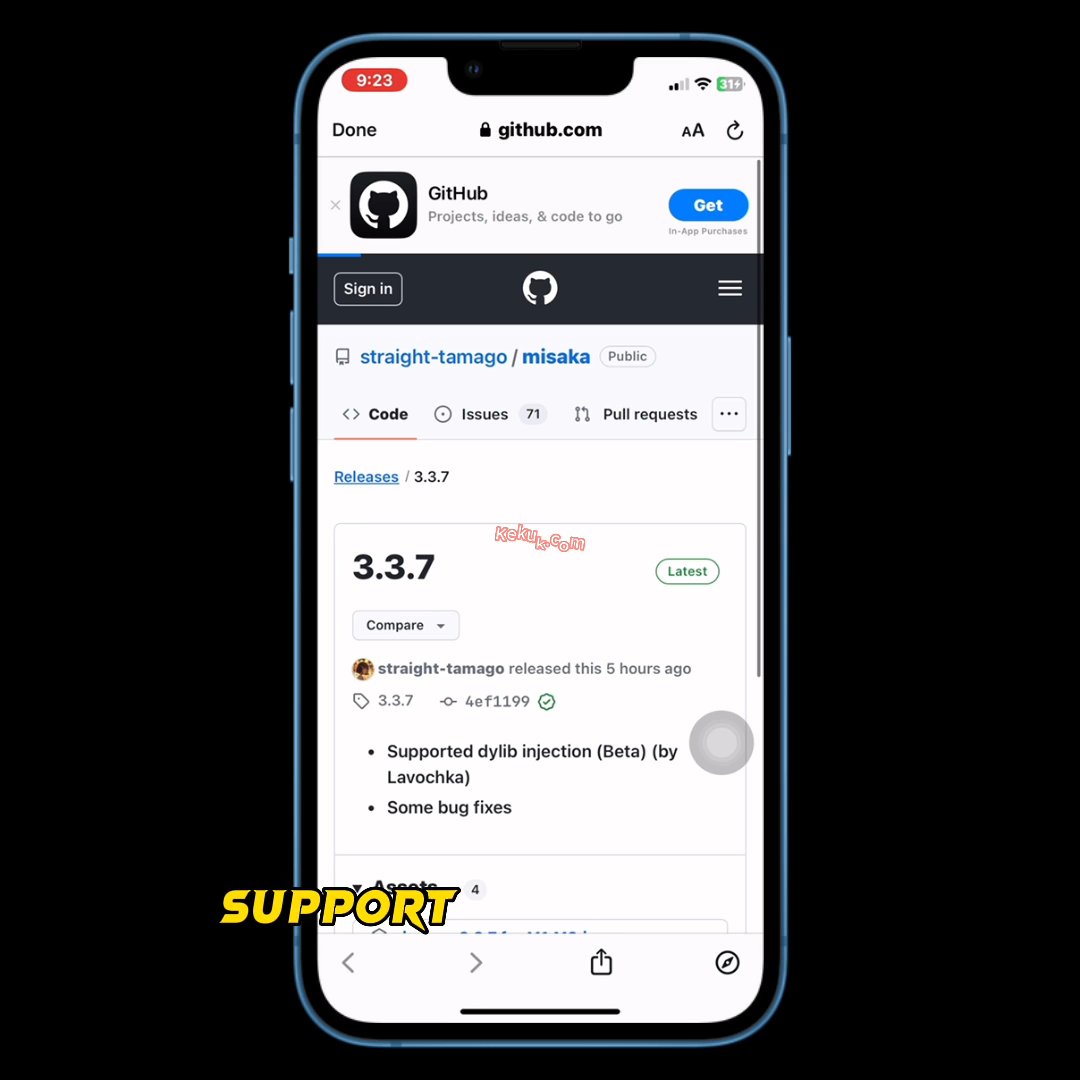 9:23
31
Done
github.com
AA
GitHub
Projects, ideas, & code to go
Get
In-App Purchases
Sign in
straight-tamago / misaka Public
Code Issues 71 Pull requests
Releases / 3.3.7
Kekuk.com
3.3.7
Latest
Compare
straight-tamago released this 5 hours ago
3.3.7 4ef1199
• Supported dylib injection (Beta) (by
Lavochka)
• Some bug fixes
Assets 4
SUPPORT